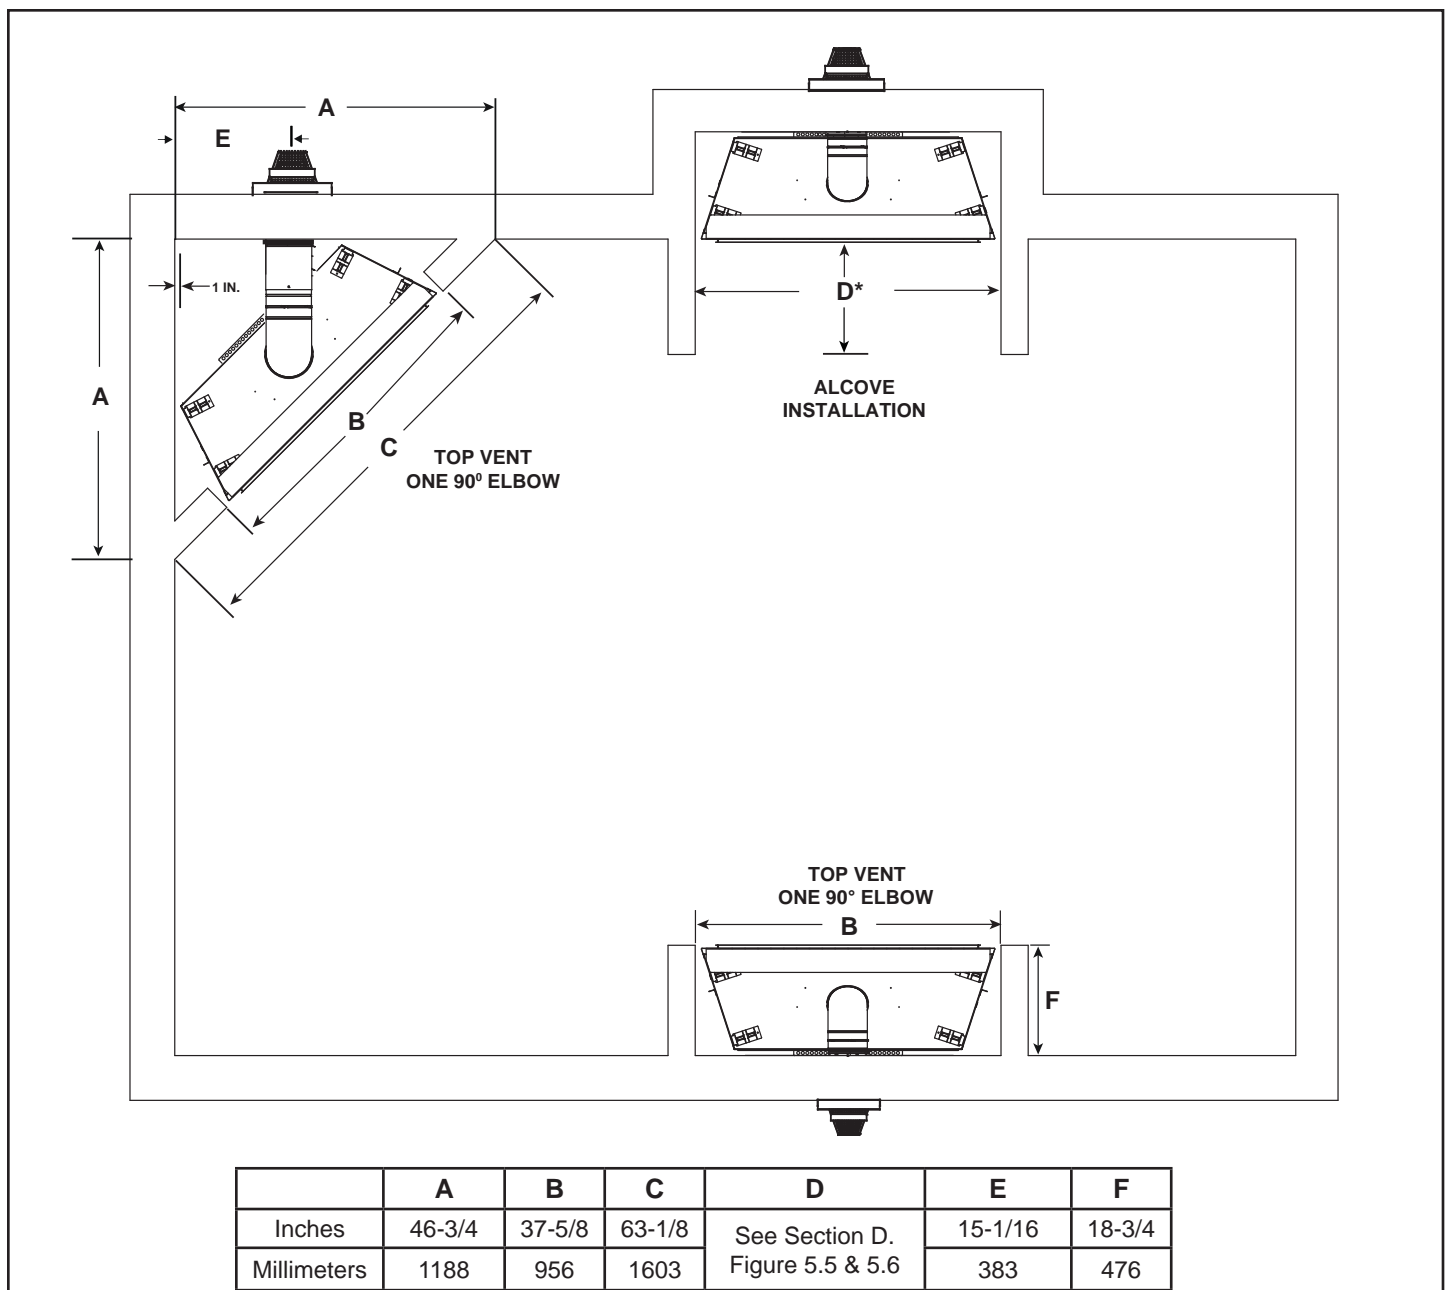 A
E
1 IN.
A
B
C
TOP VENT
ONE 90⁰ ELBOW
D*
ALCOVE
INSTALLATION
TOP VENT
ONE 90° ELBOW
B
F
A B C D E F
Inches 46-3/4 37-5/8 63-1/8 See Section D. 15-1/16 18-3/4
Figure 5.5 & 5.6
Millimeters 1188 956 1603 383 476